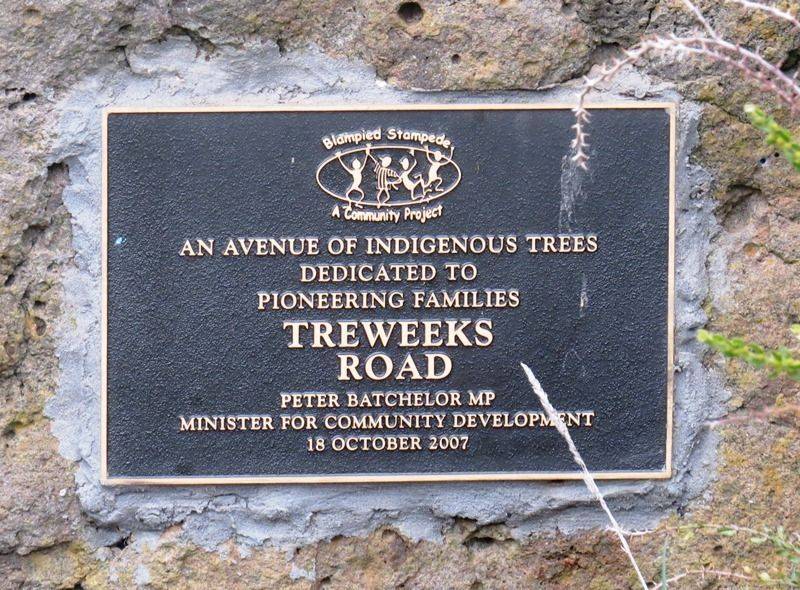 Blampied Stampede
A Community Project
AN AVENUE OF INDIGENOUS TREES
DEDICATED TO
PIONEERING FAMILIES
TREWEEKS
ROAD
PETER BATCHELOR MP
MINISTER FOR COMMUNITY DEVELOPMENT
18 OCTOBER 2007